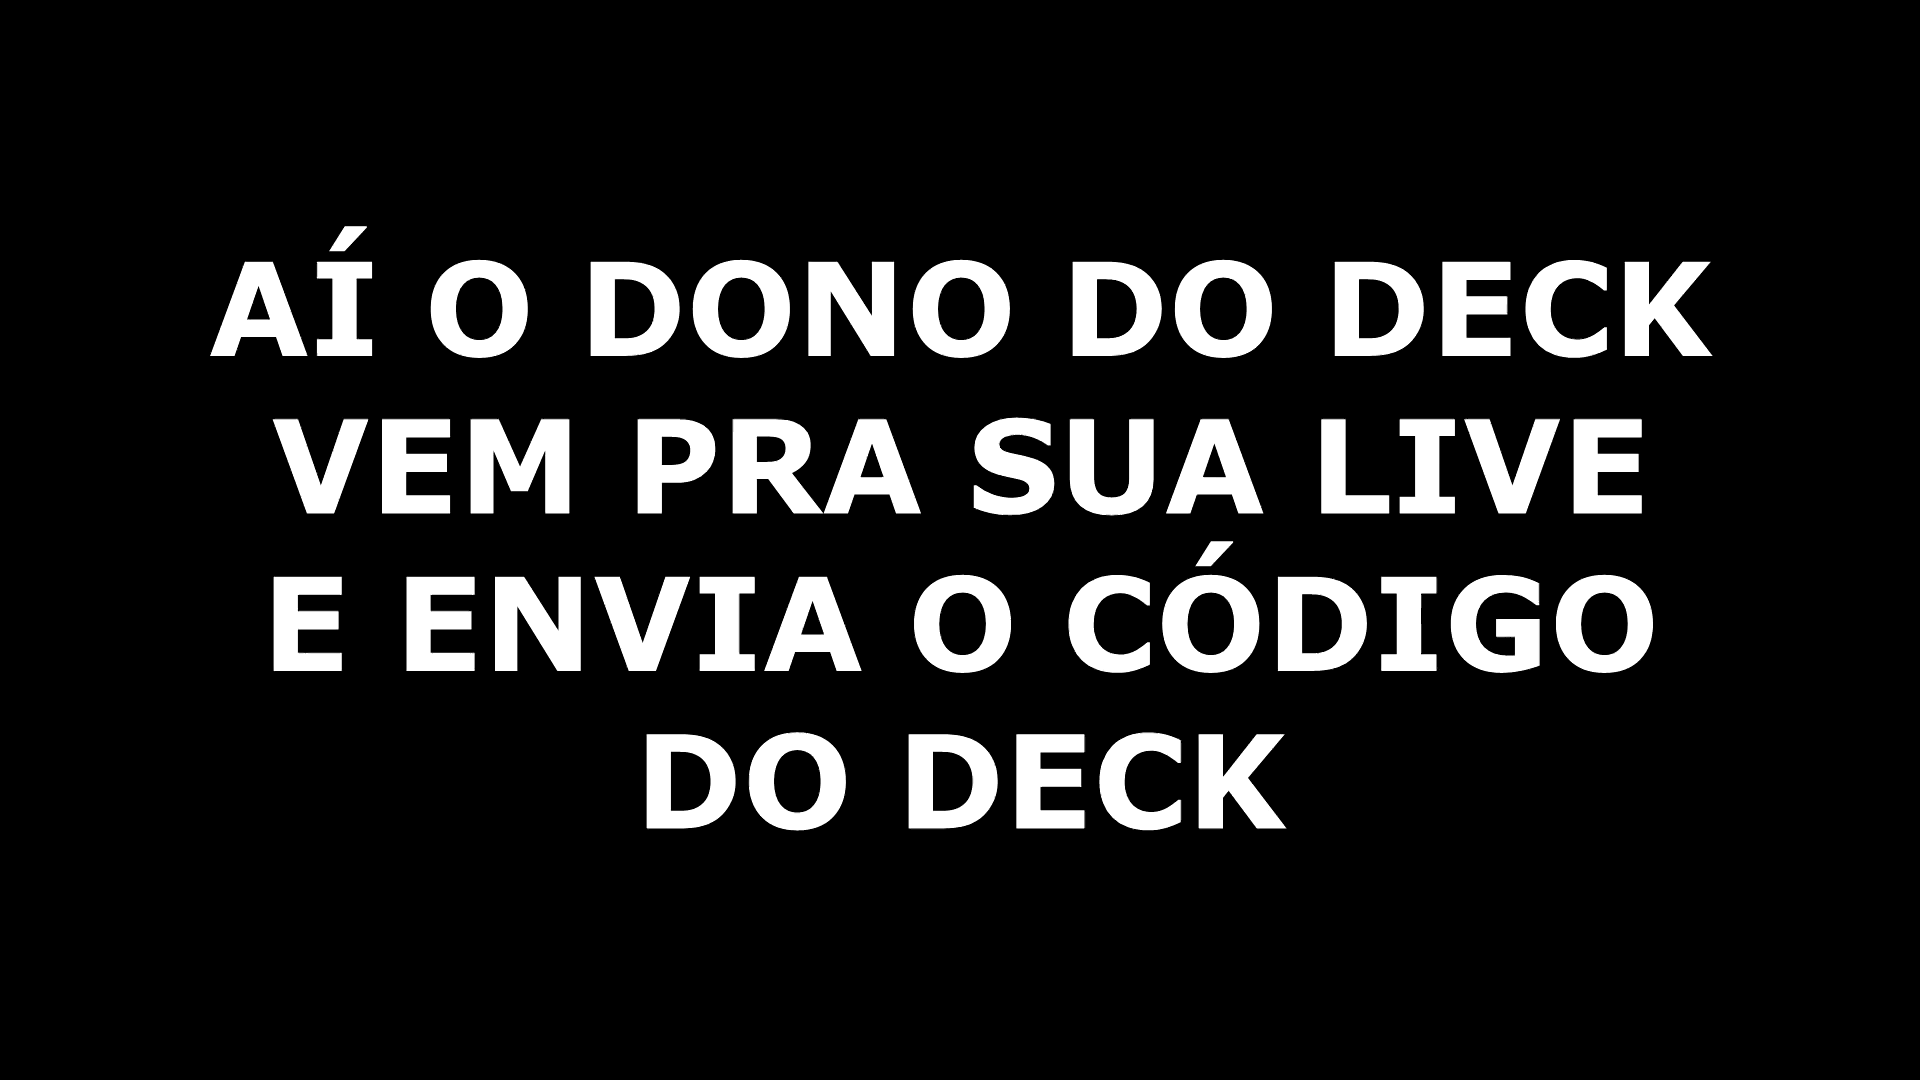 AÍ O DONO DO DECK
VEM PRA SUA LIVE
E ENVIA O CÓDIGO
DO DECK